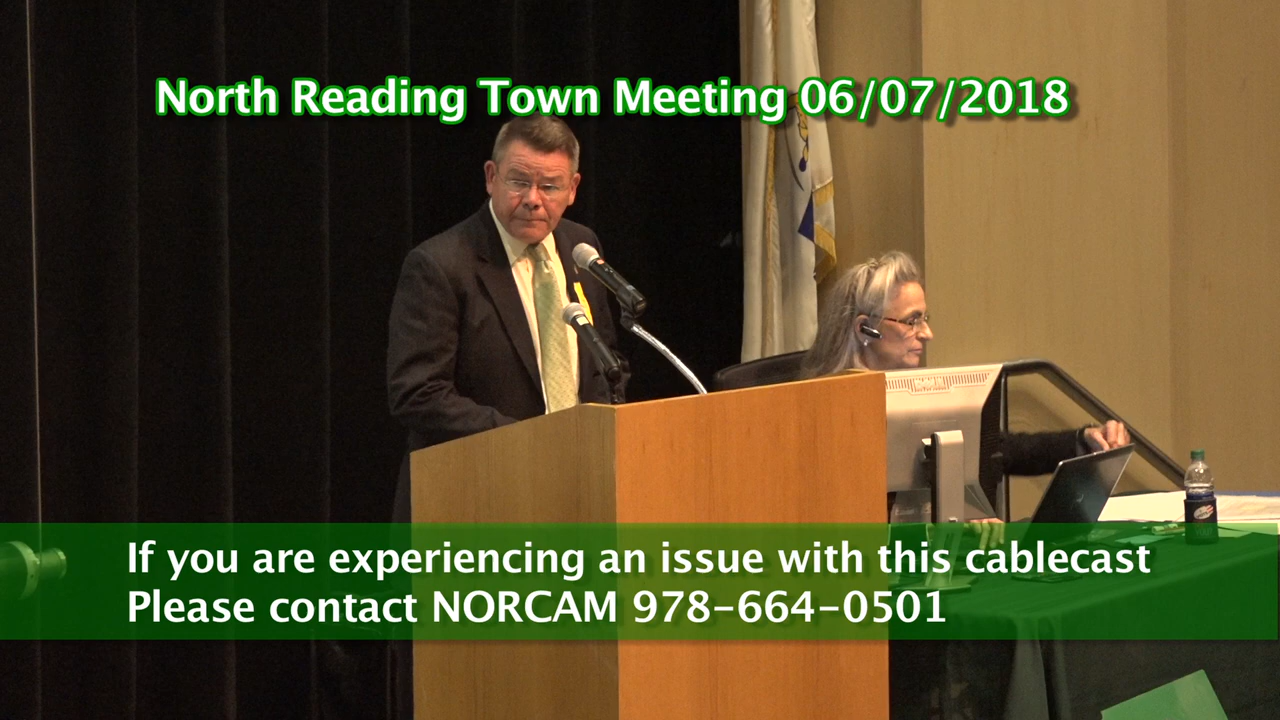 North Reading Town Meeting 06/07/2018
If you are experiencing an issue with this cablecast
Please contact NORCAM 978-664-0501